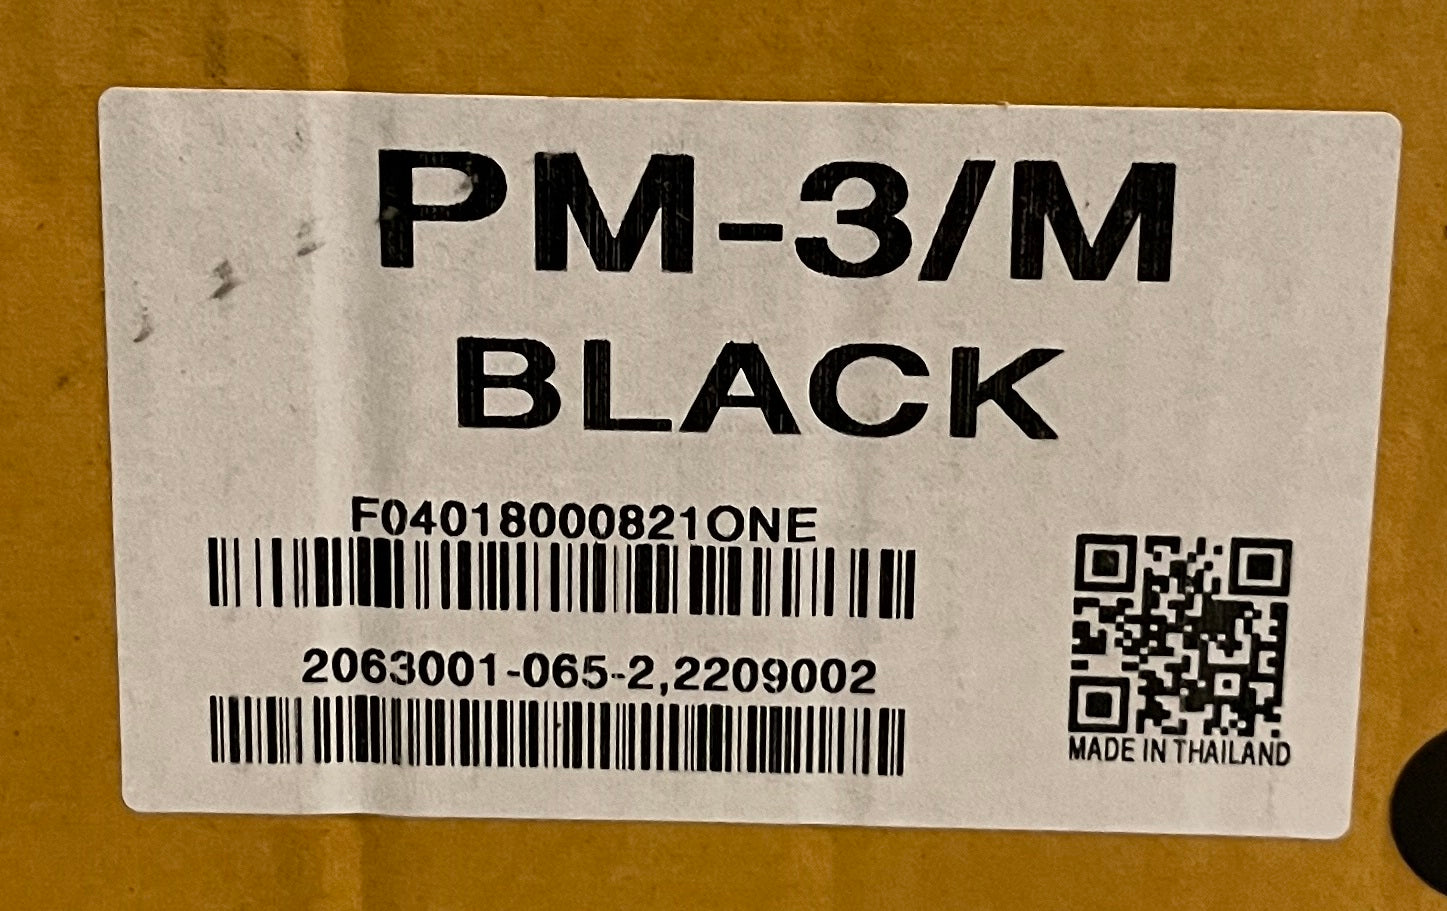 PM-3/M
BLACK
F04018000821ONE
2063001-065-2,2209002
MADE IN THAILAND